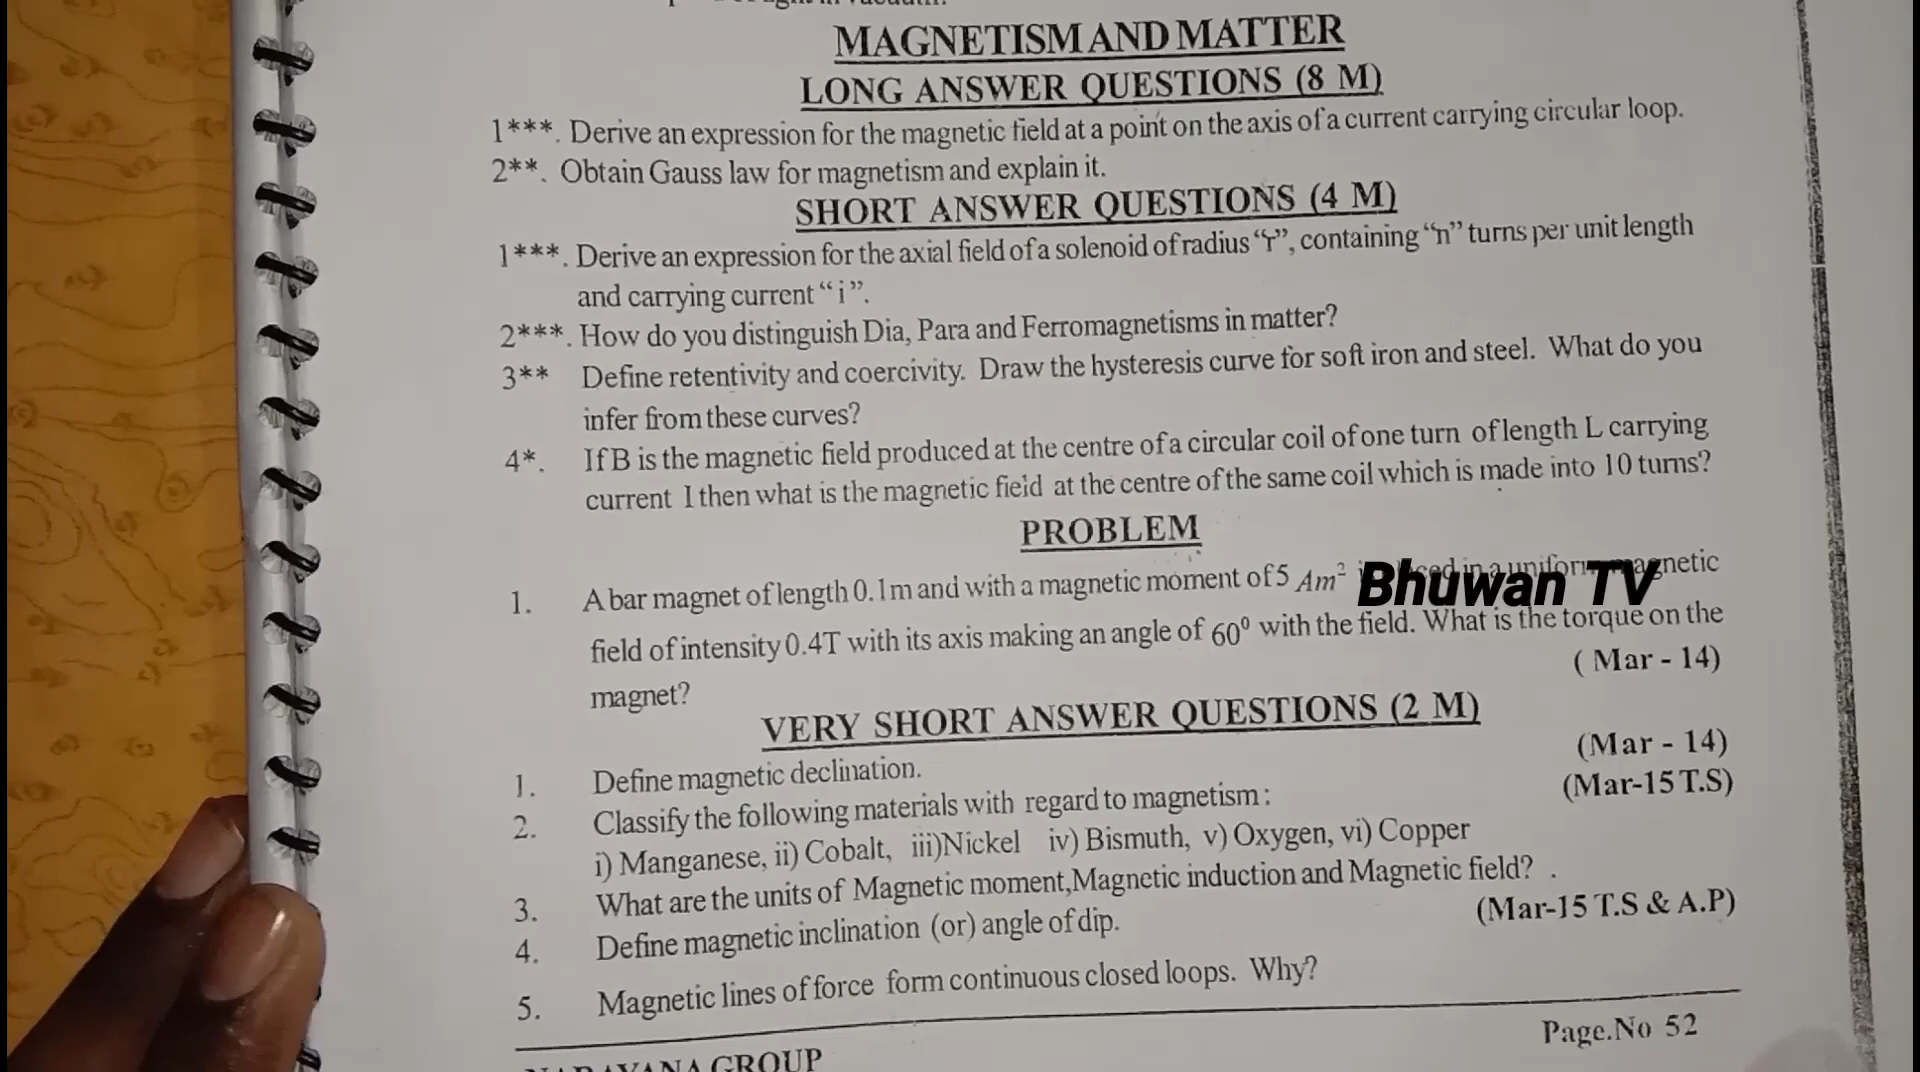 MAGNETISM AND MATTER
LONG ANSWER QUESTIONS (8 M)
1***. Derive an expression for the magnetic field at a point on the axis of a current carrying circular loop.
2**. Obtain Gauss law for magnetism and explain it.
SHORT ANSWER QUESTIONS (4 M)
1***. Derive an expression for the axial field of a solenoid of radius "r", containing "n" turns per unit length
and carrying current "i".
2***. How do you distinguish Dia, Para and Ferromagnetisms in matter?
3** Define retentivity and coercivity. Draw the hysteresis curve for soft iron and steel. What do you
infer from these curves?
4*. If B is the magnetic field produced at the centre of a circular coil of one turn of length L carrying
current I then what is the magnetic field at the centre of the same coil which is made into 10 turns?
PROBLEM
1. A bar magnet of length 0.1m and with a magnetic moment of 5 Am² in a uniform magnetic
Bhuwan TV
field of intensity 0.4T with its axis making an angle of 60⁰ with the field. What is the torque on the
magnet? ( Mar - 14)
VERY SHORT ANSWER QUESTIONS (2 M)
1. Define magnetic declination. (Mar - 14)
2. Classify the following materials with regard to magnetism : (Mar-15 T.S)
i) Manganese, ii) Cobalt, iii)Nickel iv) Bismuth, v) Oxygen, vi) Copper
3. What are the units of Magnetic moment,Magnetic induction and Magnetic field? .
4. Define magnetic inclination (or) angle of dip. (Mar-15 T.S & A.P)
5. Magnetic lines of force form continuous closed loops. Why?
Page.No 52
NARAYANA GROUP